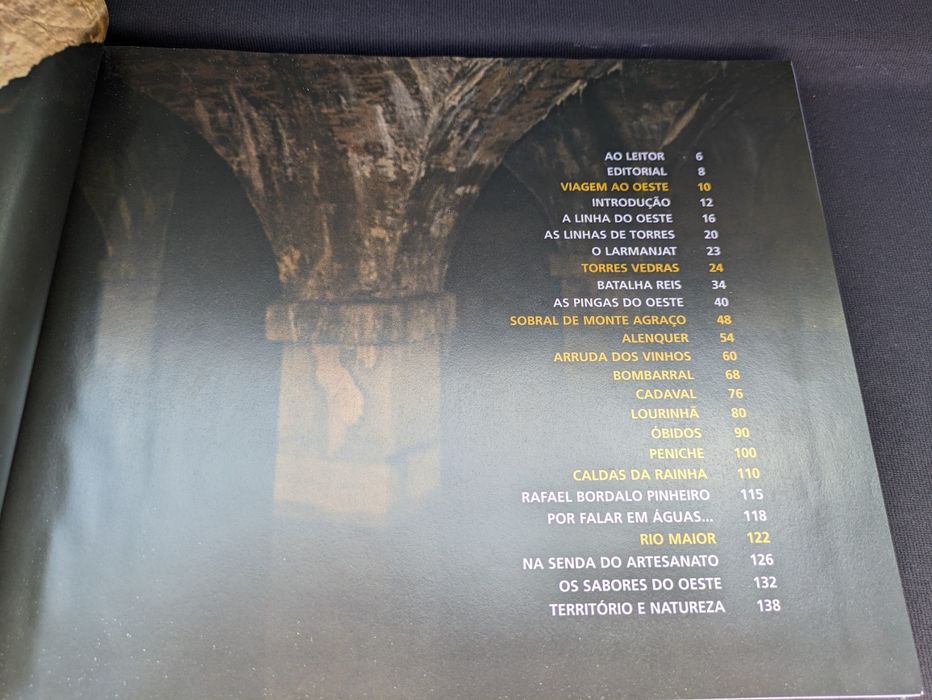 AO LEITOR 6
EDITORIAL 8
VIAGEM AO OESTE 10
INTRODUÇÃO 12
A LINHA DO OESTE 16
AS LINHAS DE TORRES 20
O LARMANJAT 23
TORRES VEDRAS 24
BATALHA REIS 34
AS PINGAS DO OESTE 40
SOBRAL DE MONTE AGRAÇO 48
ALENQUER 54
ARRUDA DOS VINHOS 60
BOMBARRAL 68
CADAVAL 76
LOURINHÃ 80
ÓBIDOS 90
PENICHE 100
CALDAS DA RAINHA 110
RAFAEL BORDALO PINHEIRO 115
POR FALAR EM ÁGUAS... 118
RIO MAIOR 122
NA SENDA DO ARTESANATO 126
OS SABORES DO OESTE 132
TERRITÓRIO E NATUREZA 138